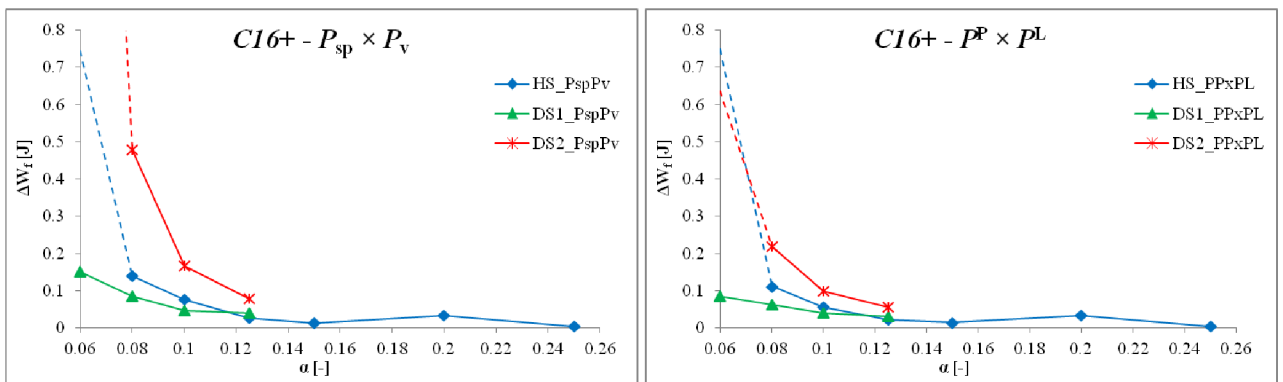 C16+ - Psp × Pv
0.8
0.7
0.6
0.5
0.4
0.3
0.2
0.1
0
ΔWf [J]
HS_PspPv
DS1_PspPv
DS2_PspPv
0.06 0.08 0.1 0.12 0.14 0.16 0.18 0.2 0.22 0.24 0.26
α [-]
C16+ - PP × PL
0.8
0.7
0.6
0.5
0.4
0.3
0.2
0.1
0
ΔWf [J]
HS_PPxPL
DS1_PPxPL
DS2_PPxPL
0.06 0.08 0.1 0.12 0.14 0.16 0.18 0.2 0.22 0.24 0.26
α [-]